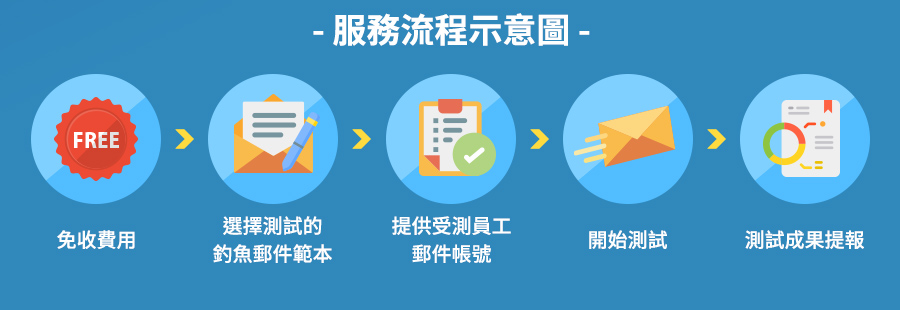 - 服務流程示意圖 -
FREE
免收費用
選擇測試的
釣魚郵件範本
提供受測員工
郵件帳號
開始測試
測試成果提報